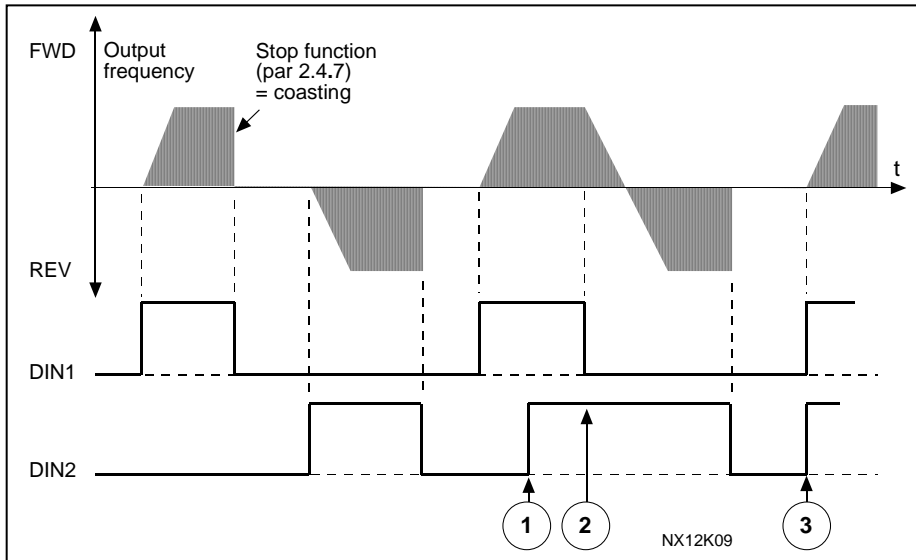 FWD
Output
frequency
Stop function
(par 2.4.7)
= coasting
t
REV
DIN1
DIN2
1
2
3
NX12K09